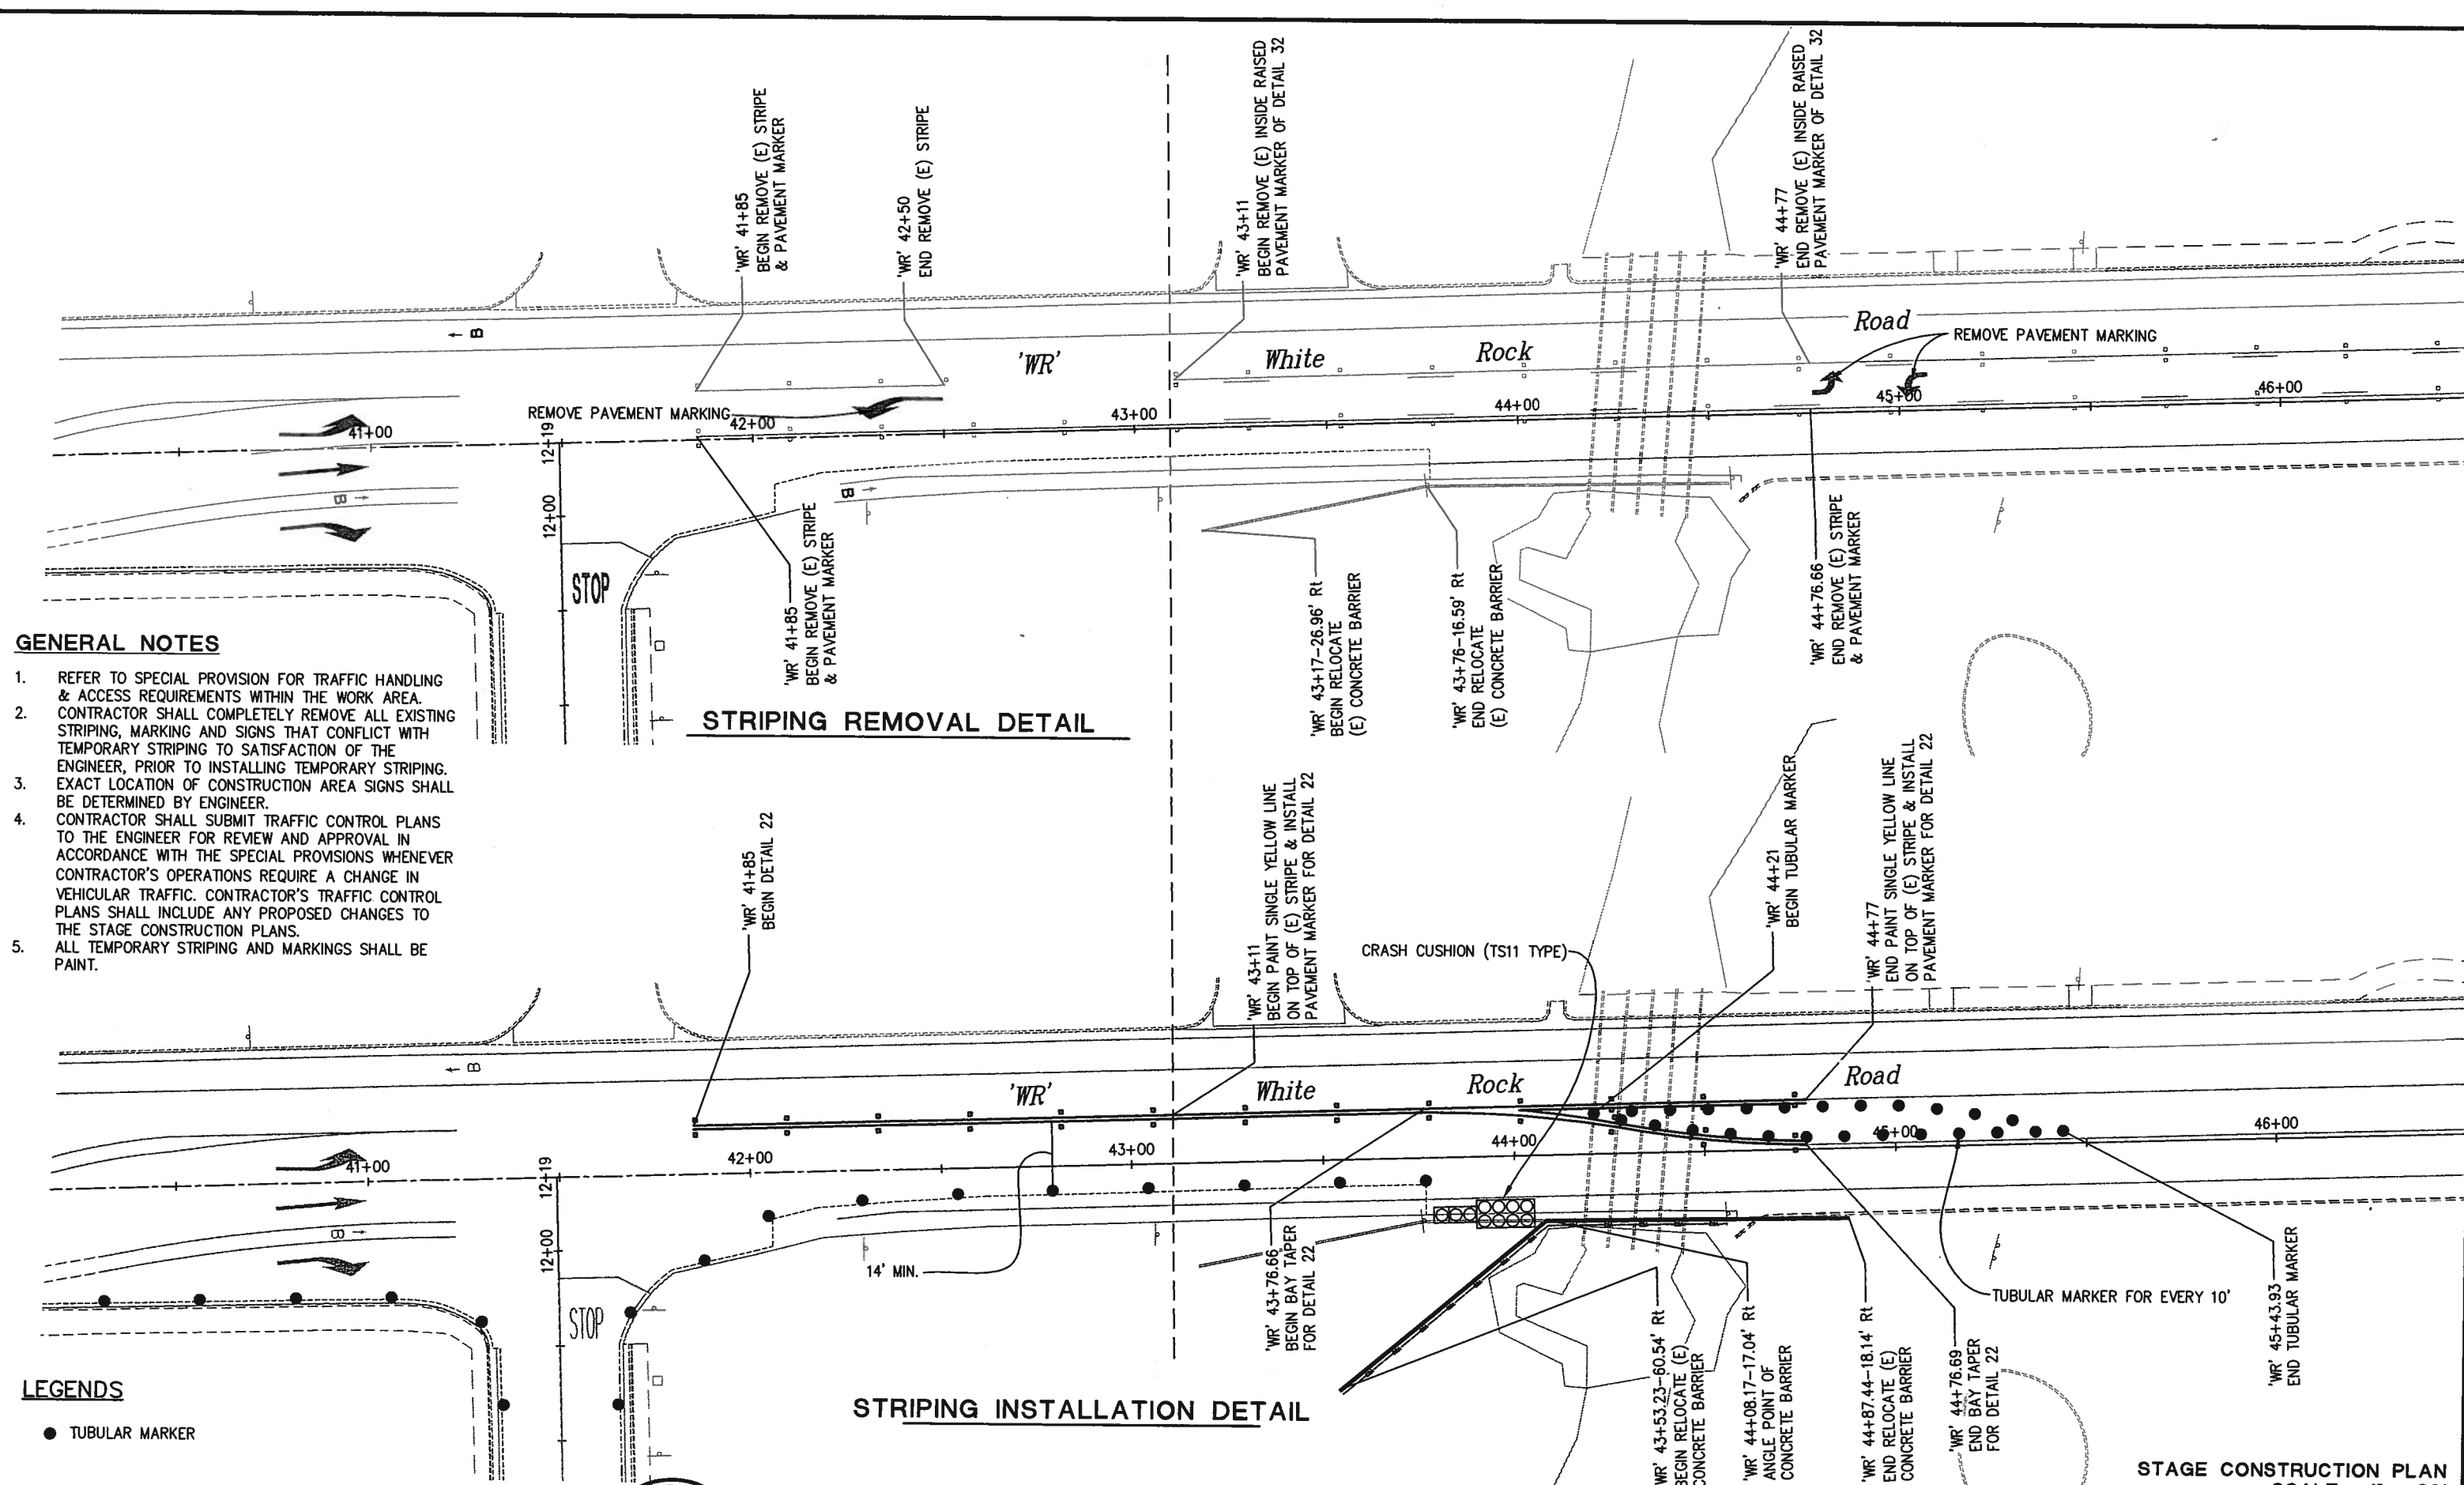 'WR' 41+85
BEGIN REMOVE (E) STRIPE
& PAVEMENT MARKER
'WR' 42+50
END REMOVE (E) STRIPE
'WR' 43+11
BEGIN REMOVE (E) INSIDE RAISED
PAVEMENT MARKER OF DETAIL 32
'WR' 44+77
END REMOVE (E) INSIDE RAISED
PAVEMENT MARKER OF DETAIL 32
B
'WR'
White
Rock
Road
REMOVE PAVEMENT MARKING
REMOVE PAVEMENT MARKING
41+00
42+00
43+00
44+00
45+00
46+00
12+19
12+00
B
B
STOP
'WR' 41+85
BEGIN REMOVE (E) STRIPE
& PAVEMENT MARKER
'WR' 43+17-26.96' Rt
BEGIN RELOCATE
(E) CONCRETE BARRIER
'WR' 43+76-16.59' Rt
END RELOCATE
(E) CONCRETE BARRIER
'WR' 44+76.66
END REMOVE (E) STRIPE
& PAVEMENT MARKER
STRIPING REMOVAL DETAIL
GENERAL NOTES
1. REFER TO SPECIAL PROVISION FOR TRAFFIC HANDLING
& ACCESS REQUIREMENTS WITHIN THE WORK AREA.
2. CONTRACTOR SHALL COMPLETELY REMOVE ALL EXISTING
STRIPING, MARKING AND SIGNS THAT CONFLICT WITH
TEMPORARY STRIPING TO SATISFACTION OF THE
ENGINEER, PRIOR TO INSTALLING TEMPORARY STRIPING.
3. EXACT LOCATION OF CONSTRUCTION AREA SIGNS SHALL
BE DETERMINED BY ENGINEER.
4. CONTRACTOR SHALL SUBMIT TRAFFIC CONTROL PLANS
TO THE ENGINEER FOR REVIEW AND APPROVAL IN
ACCORDANCE WITH THE SPECIAL PROVISIONS WHENEVER
CONTRACTOR'S OPERATIONS REQUIRE A CHANGE IN
VEHICULAR TRAFFIC. CONTRACTOR'S TRAFFIC CONTROL
PLANS SHALL INCLUDE ANY PROPOSED CHANGES TO
THE STAGE CONSTRUCTION PLANS.
5. ALL TEMPORARY STRIPING AND MARKINGS SHALL BE
PAINT.
'WR' 41+85
BEGIN DETAIL 22
'WR' 43+11
BEGIN PAINT SINGLE YELLOW LINE
ON TOP OF (E) STRIPE & INSTALL
PAVEMENT MARKER FOR DETAIL 22
CRASH CUSHION (TS11 TYPE)
'WR' 44+21
BEGIN TUBULAR MARKER
'WR' 44+77
END PAINT SINGLE YELLOW LINE
ON TOP OF (E) STRIPE & INSTALL
PAVEMENT MARKER FOR DETAIL 22
B
'WR'
White
Rock
Road
41+00
42+00
43+00
44+00
45+00
46+00
12+19
12+00
B
STOP
14' MIN.
'WR' 43+76.66
BEGIN BAY TAPER
FOR DETAIL 22
'WR' 43+53.23-60.54' Rt
BEGIN RELOCATE (E)
CONCRETE BARRIER
'WR' 44+08.17-17.04' Rt
ANGLE POINT OF
CONCRETE BARRIER
'WR' 44+87.44-18.14' Rt
END RELOCATE (E)
CONCRETE BARRIER
'WR' 44+76.69
END BAY TAPER
FOR DETAIL 22
TUBULAR MARKER FOR EVERY 10'
'WR' 45+43.93
END TUBULAR MARKER
STRIPING INSTALLATION DETAIL
LEGENDS
TUBULAR MARKER
STAGE CONSTRUCTION PLAN